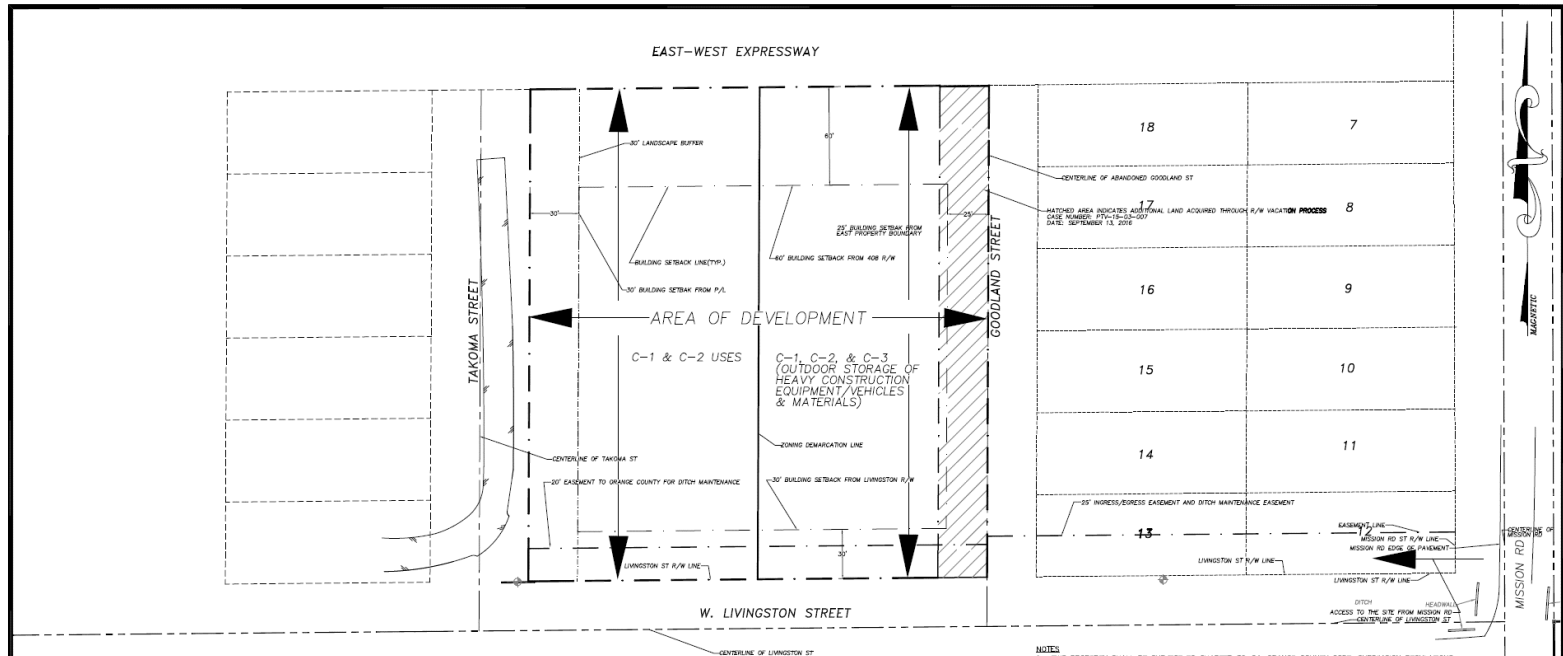 EAST-WEST EXPRESSWAY
18
7
30' LANDSCAPE BUFFER
60'
CENTERLINE OF ABANDONED GOODLAND ST
HATCHED AREA INDICATES ADDITIONAL LAND ACQUIRED THROUGH R/W VACATION PROCESS
CASE NUMBER: PTV-15-03-007
DATE: SEPTEMBER 13, 2016
17
8
30'
25'
25' BUILDING SETBAK FROM
EAST PROPERTY BOUNDARY
BUILDING SETBACK LINE(TYP.)
60' BUILDING SETBACK FROM 408 R/W
30' BUILDING SETBAK FROM P/L
GOODLAND STREET
TAKOMA STREET
16
9
MAGNETIC
AREA OF DEVELOPMENT
C-1 & C-2 USES
C-1, C-2, & C-3
(OUTDOOR STORAGE OF
HEAVY CONSTRUCTION
EQUIPMENT/VEHICLES
& MATERIALS)
15
10
ZONING DEMARCATION LINE
14
11
CENTERLINE OF TAKOMA ST
20' EASEMENT TO ORANGE COUNTY FOR DITCH MAINTENANCE
30' BUILDING SETBACK FROM LIVINGSTON R/W
25' INGRESS/EGRESS EASEMENT AND DITCH MAINTENANCE EASEMENT
13
12
EASEMENT LINE
MISSION RD ST R/W LINE
MISSION RD EDGE OF PAVEMENT
CENTERLINE OF
MISSION RD
30'
LIVINGSTON ST R/W LINE
LIVINGSTON ST R/W LINE
LIVINGSTON ST R/W LINE
MISSION RD
W. LIVINGSTON STREET
DITCH
HEADWALL
ACCESS TO THE SITE FROM MISSION RD
CENTERLINE OF LIVINGSTON ST
CENTERLINE OF LIVINGSTON ST
NOTES